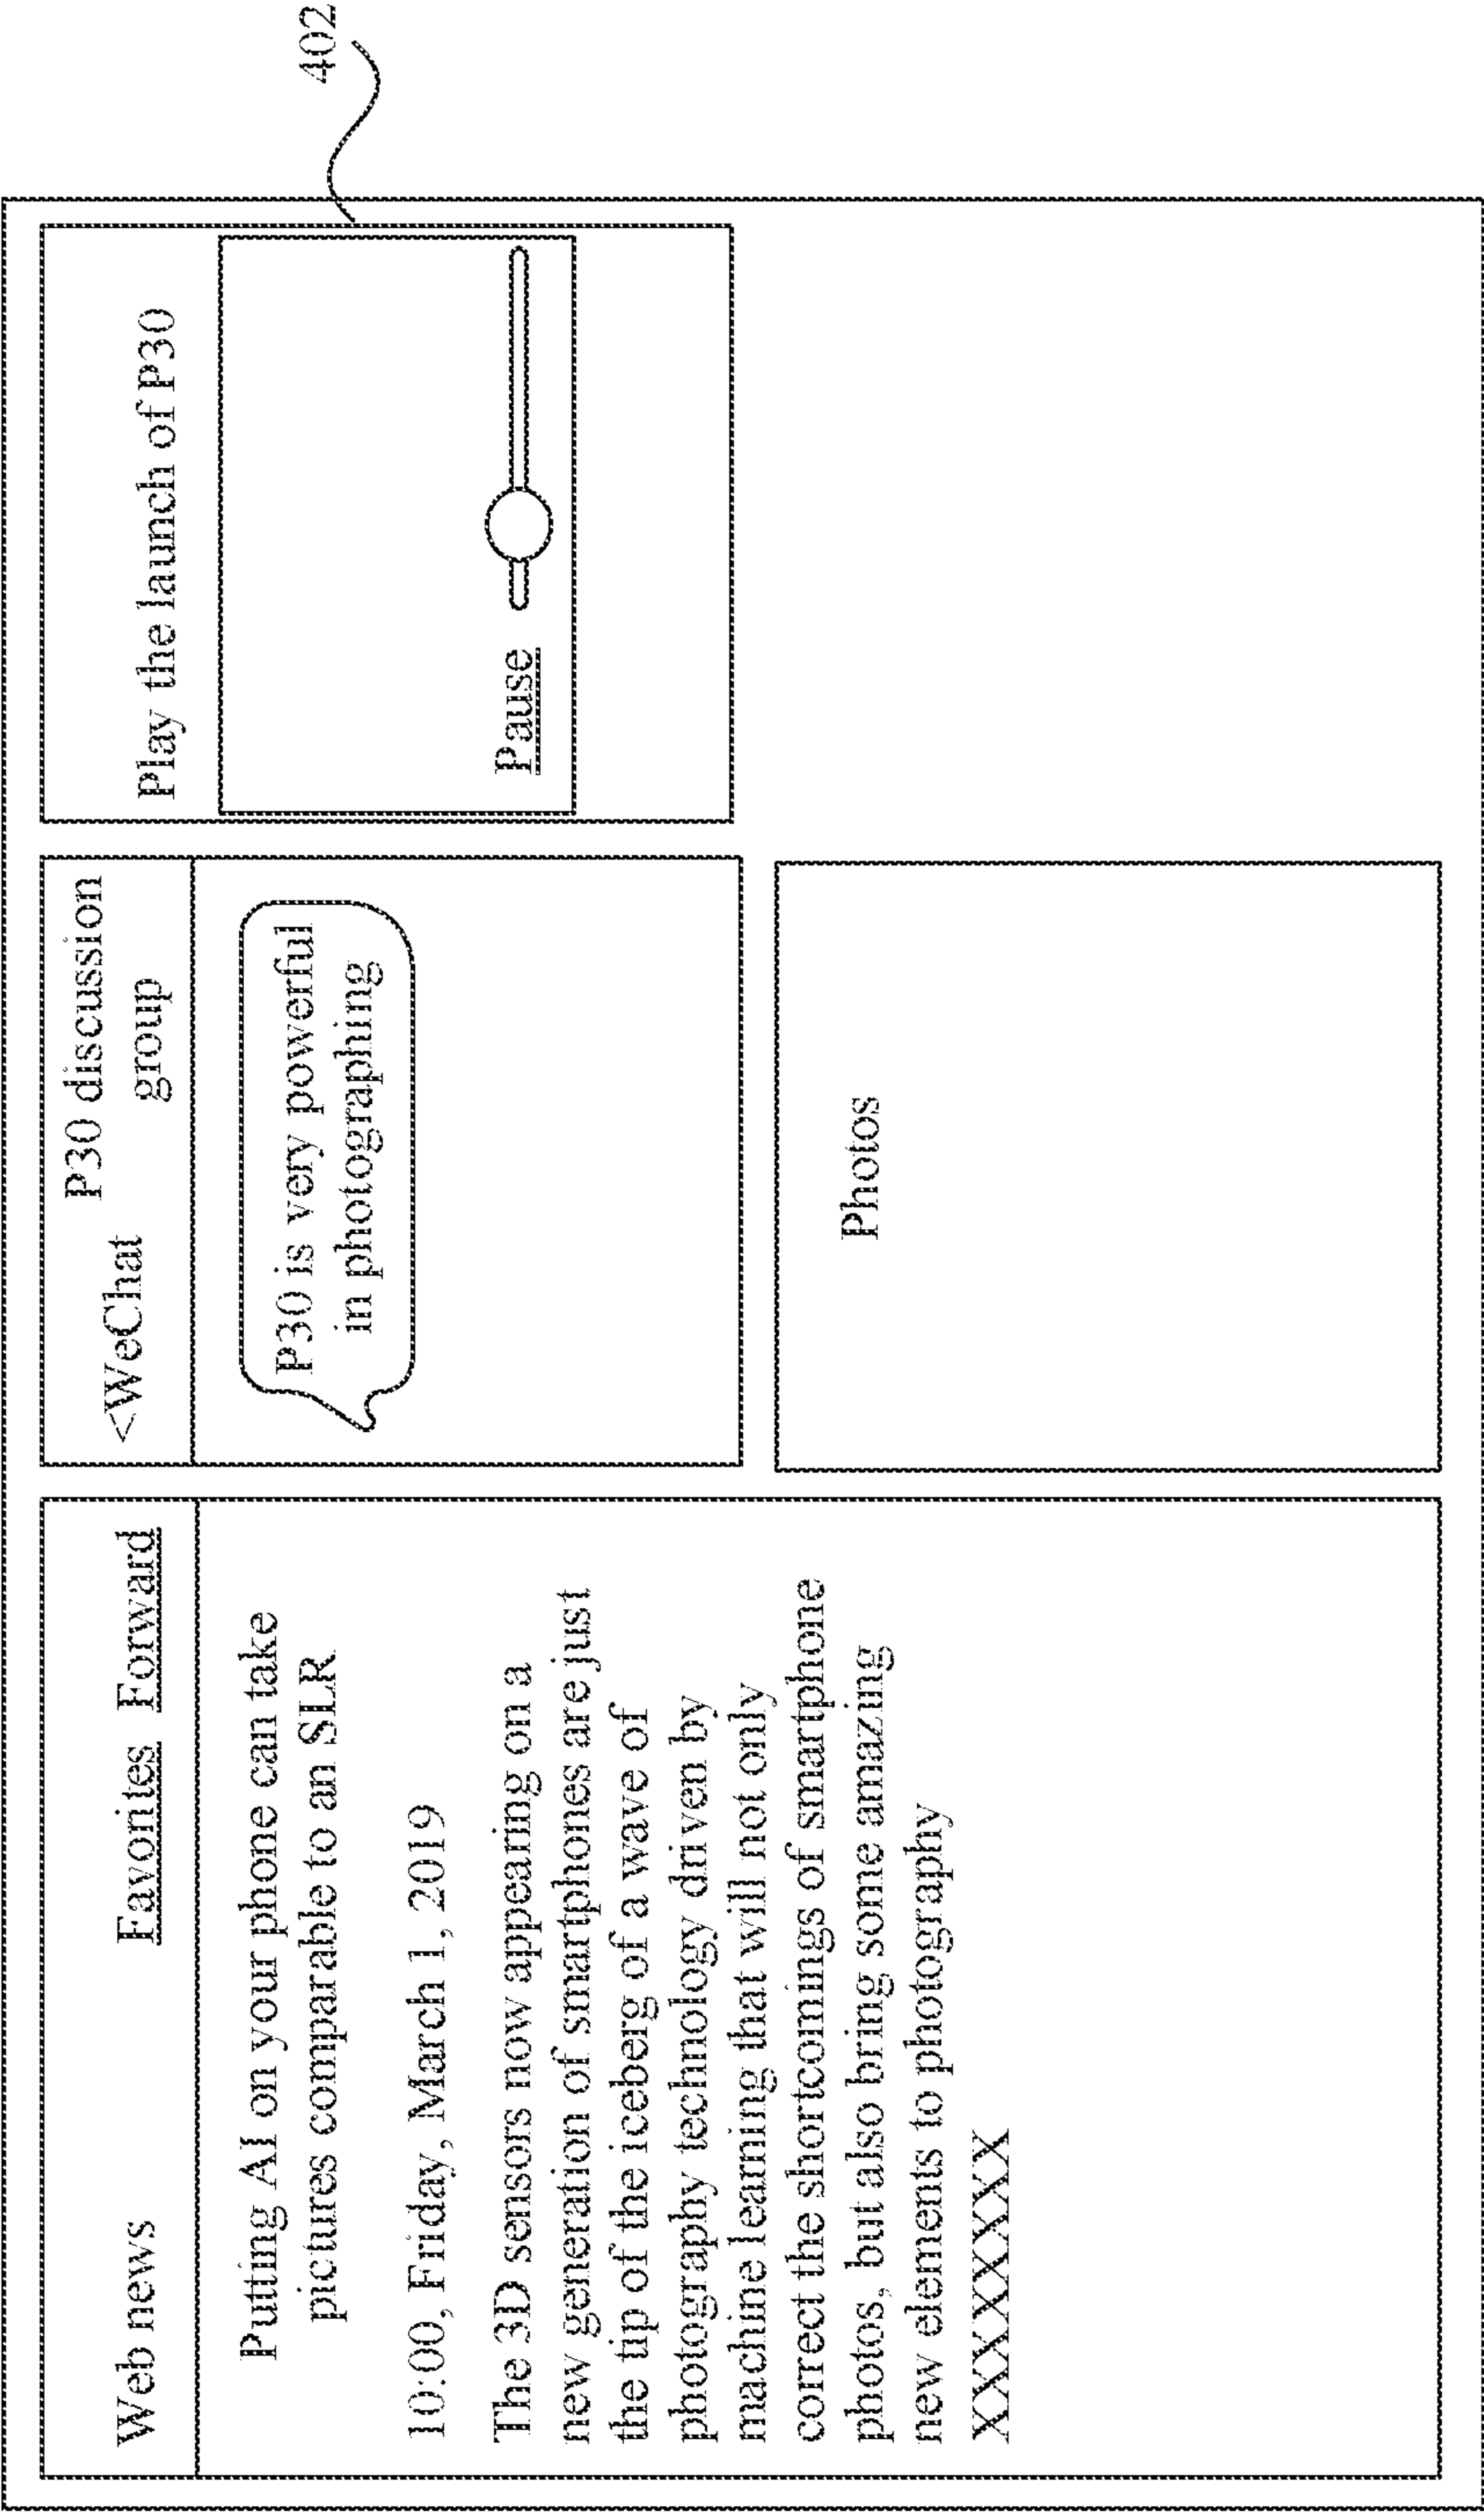 Web news Favorites Forward
Putting AI on your phone can take
pictures comparable to an SLR
10:00, Friday, March 1, 2019
The 3D sensors now appearing on a
new generation of smartphones are just
the tip of the iceberg of a wave of
photography technology driven by
machine learning that will not only
correct the shortcomings of smartphone
photos, but also bring some amazing
new elements to photography
XXXXXXXXX
<WeChat
P30 discussion
group
P30 is very powerful
in photographing
Photos
Play the launch of P30
Pause
402